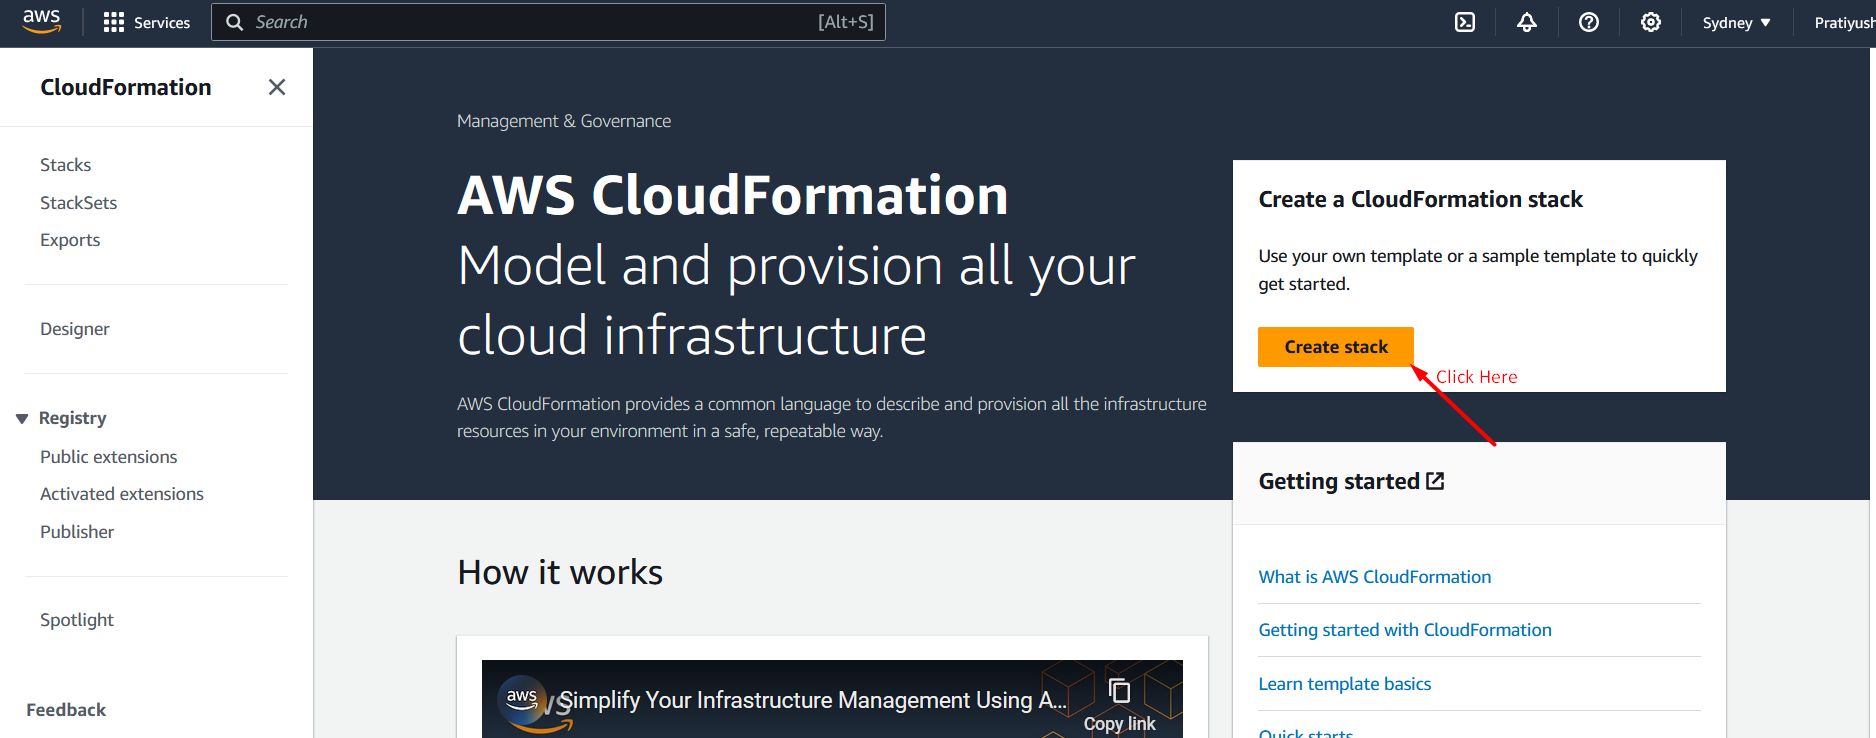 aws
Services
Search
[Alt+S]
Sydney
Pratiyush
CloudFormation
Stacks
StackSets
Exports
Designer
Registry
Public extensions
Activated extensions
Publisher
Spotlight
Feedback
Management & Governance
AWS CloudFormation
Model and provision all your
cloud infrastructure
AWS CloudFormation provides a common language to describe and provision all the infrastructure
resources in your environment in a safe, repeatable way.
Create a CloudFormation stack
Use your own template or a sample template to quickly
get started.
Create stack
Click Here
Getting started
What is AWS CloudFormation
Getting started with CloudFormation
Learn template basics
Quick starts
How it works
aws
Simplify Your Infrastructure Management Using A...
Copy link